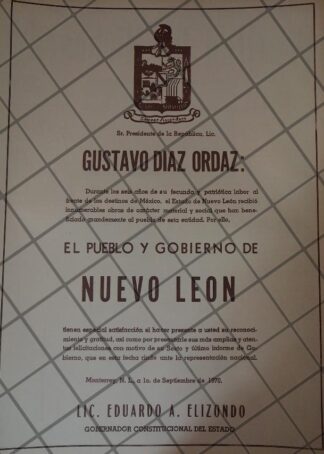 Semper Ascendens
Sr. Presidente de la República, Lic.
GUSTAVO DIAZ ORDAZ:
Durante los seis años de su fecunda y patriótica labor al
frente de los destinos de México, el Estado de Nuevo León recibió
innumerables obras de carácter material y social que han bene-
ficiado grandemente al pueblo de esta entidad. Por ello,
EL PUEBLO Y GOBIERNO DE
NUEVO LEON
tienen especial satisfacción al hacer presente a usted su reconoci-
miento y gratitud, así como por presentarle sus más amplias y aten-
tas felicitaciones con motivo de su Sexto y último Informe de Go-
bierno, que en esta fecha rinde ante la representación nacional.
Monterrey, N. L., a 1o. de Septiembre de 1970.
LIC. EDUARDO A. ELIZONDO
GOBERNADOR CONSTITUCIONAL DEL ESTADO